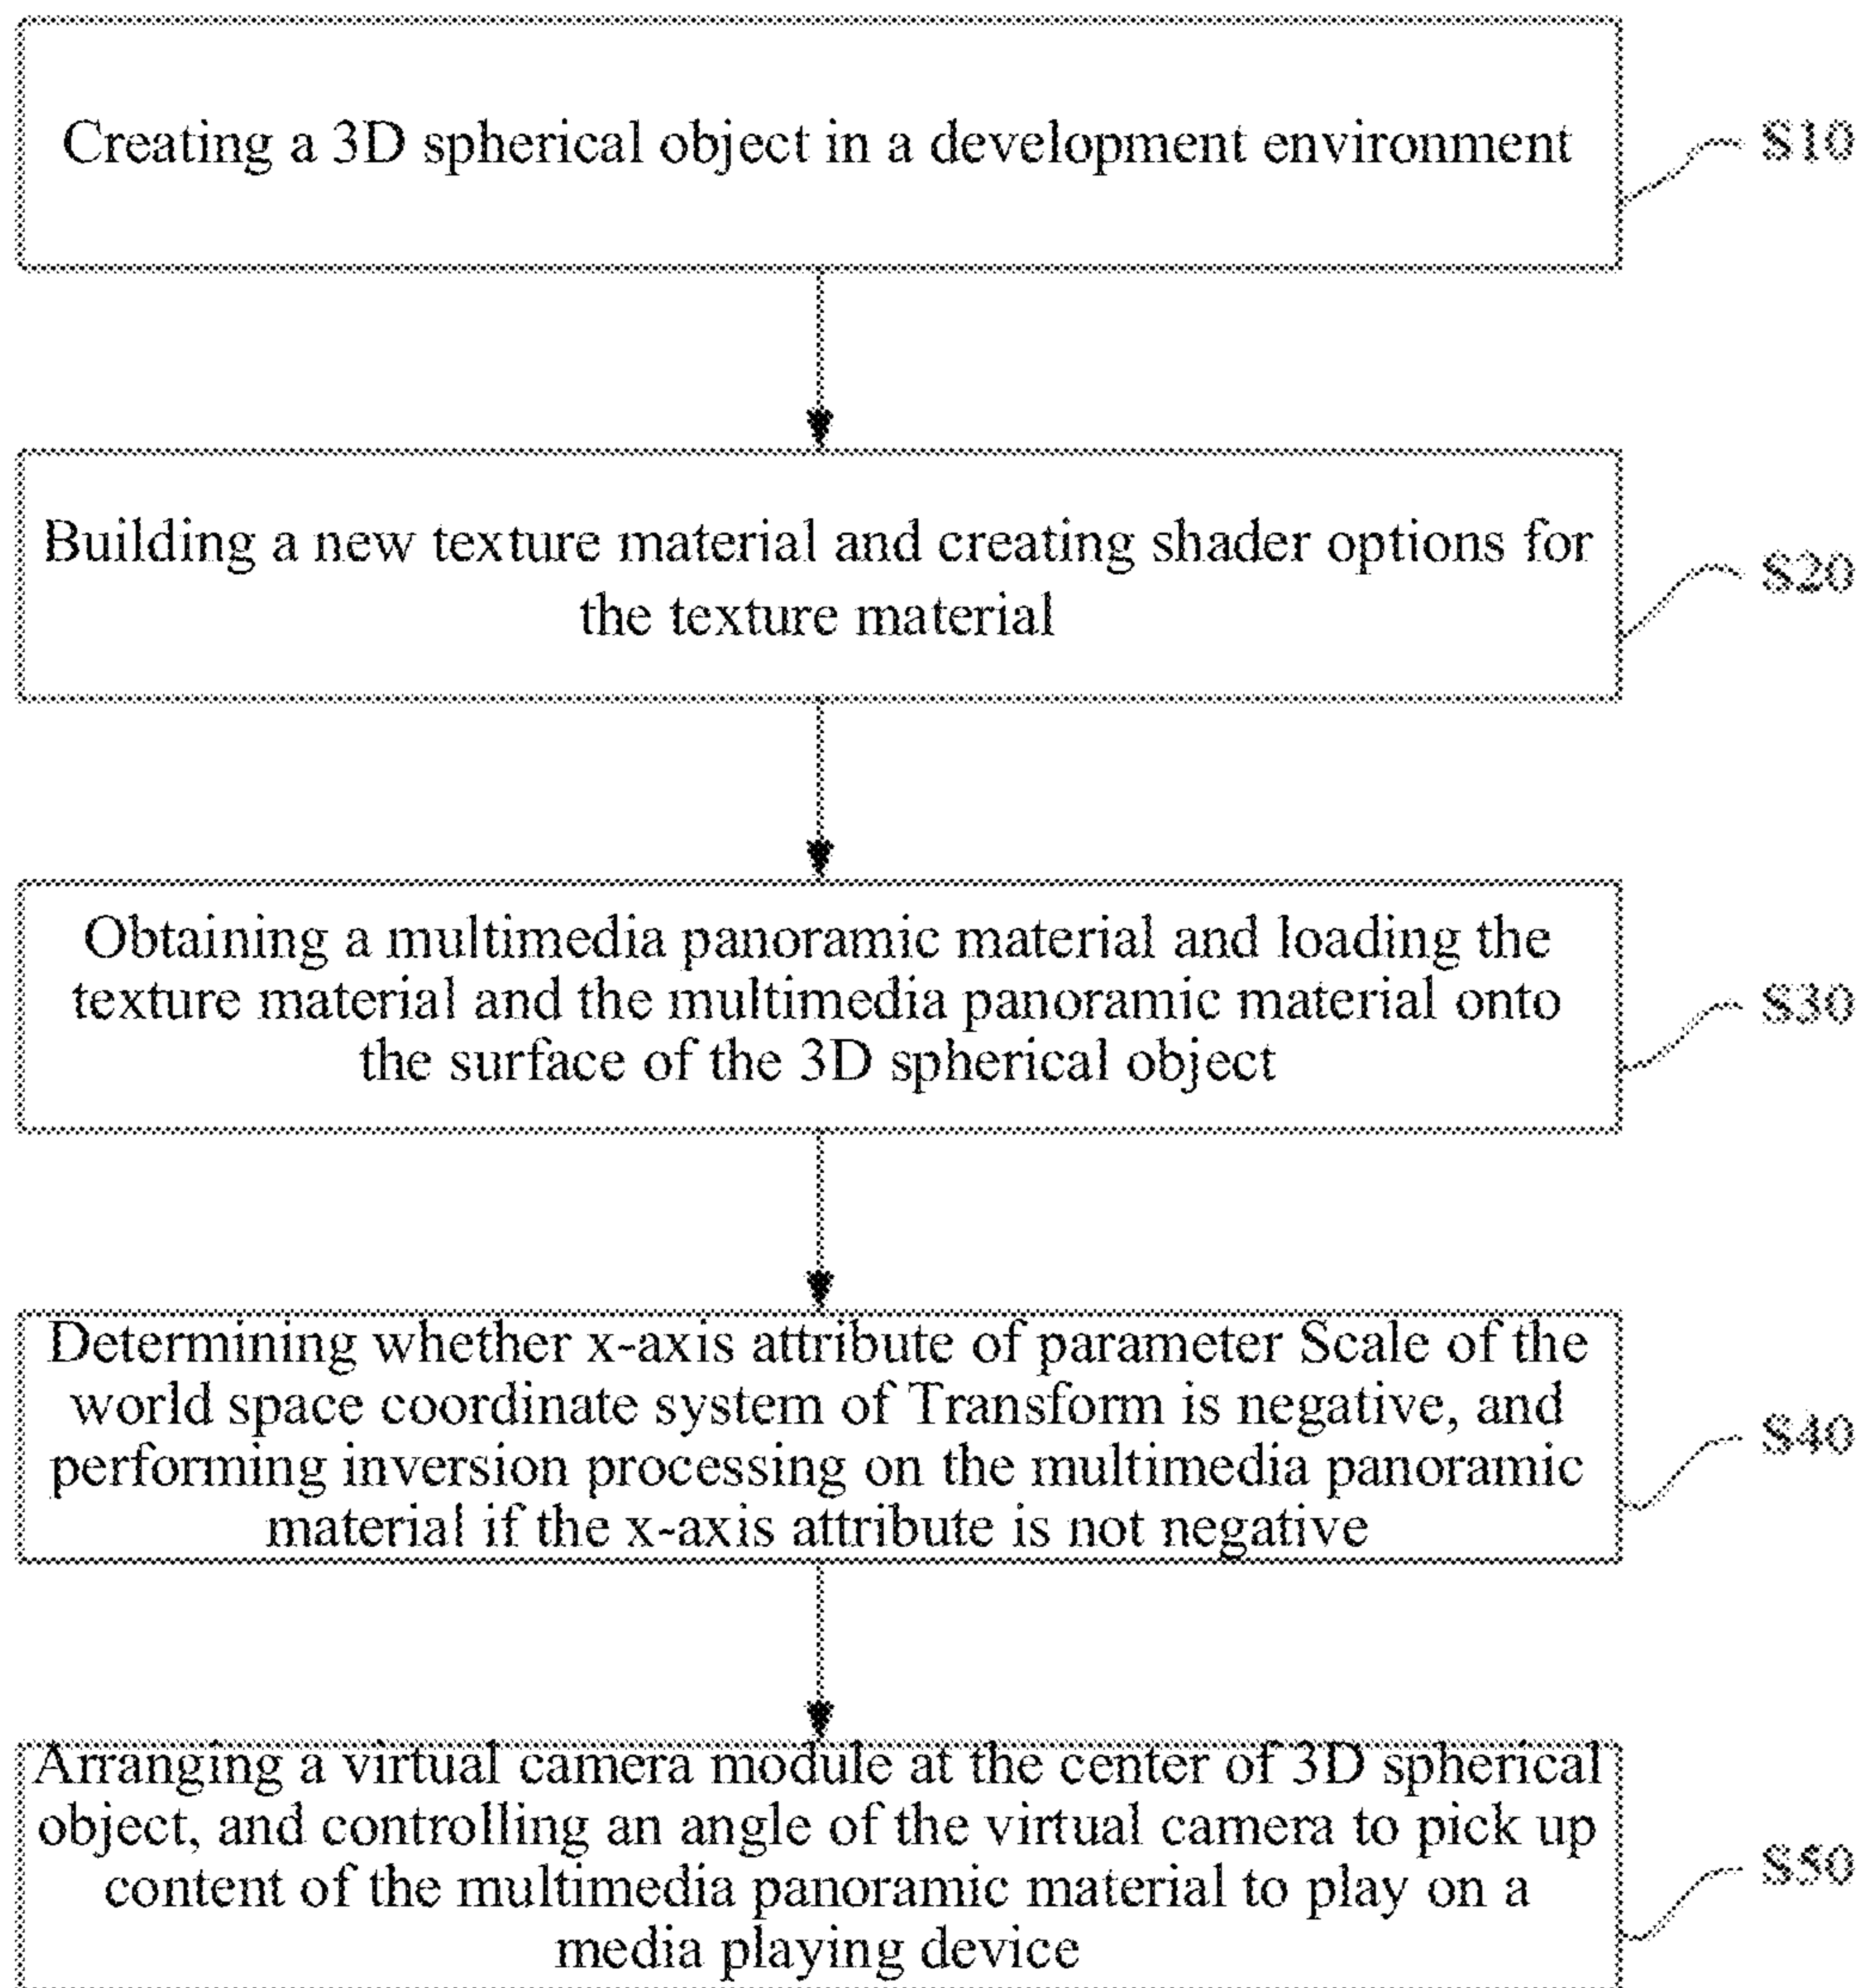 Creating a 3D spherical object in a development environment
S10
Building a new texture material and creating shader options for
the texture material
S20
Obtaining a multimedia panoramic material and loading the
texture material and the multimedia panoramic material onto
the surface of the 3D spherical object
S30
Determining whether x-axis attribute of parameter Scale of the
world space coordinate system of Transform is negative, and
performing inversion processing on the multimedia panoramic
material if the x-axis attribute is not negative
S40
Arranging a virtual camera module at the center of 3D spherical
object, and controlling an angle of the virtual camera to pick up
content of the multimedia panoramic material to play on a
media playing device
S50